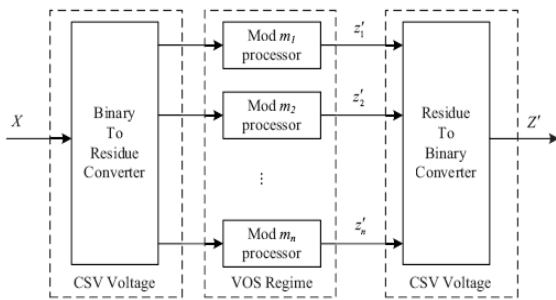 X
Binary
To
Residue
Converter
CSV Voltage
Mod m₁
processor
Mod m₂
processor
⋮
Mod mₙ
processor
VOS Regime
z′₁
z′₂
z′ₙ
Residue
To
Binary
Converter
CSV Voltage
Z′